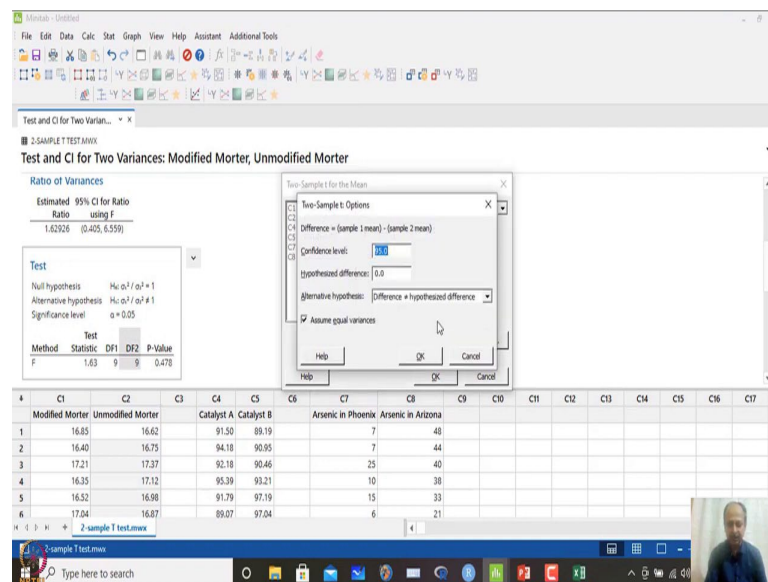 Minitab - Untitled
File Edit Data Calc Stat Graph View Help Assistant Additional Tools
Test and CI for Two Varian...
2-SAMPLE T TEST.MWX
Test and CI for Two Variances: Modified Morter, Unmodified Morter
Ratio of Variances
Estimated 95% CI for Ratio
Ratio using F
1.62926 (0.405, 6.559)
Test
Null hypothesis H₀: σ₁² / σ₂² = 1
Alternative hypothesis H₁: σ₁² / σ₂² ≠ 1
Significance level α = 0.05
Test
Method Statistic DF1 DF2 P-Value
F 1.63 9 9 0.478
Two-Sample t for the Mean
Two-Sample t: Options
Difference = (sample 1 mean) - (sample 2 mean)
Confidence level: 95.0
Hypothesized difference: 0.0
Alternative hypothesis: Difference ≠ hypothesized difference
Assume equal variances
Help OK Cancel
Help OK Cancel
C1 C2 C3 C4 C5 C6 C7 C8 C9 C10 C11 C12 C13 C14 C15 C16 C17
Modified Morter Unmodified Morter Catalyst A Catalyst B Arsenic in Phoenix Arsenic in Arizona
1 16.85 16.62 91.50 89.19 7 48
2 16.40 16.75 94.18 90.95 7 44
3 17.21 17.37 92.18 90.46 25 40
4 16.35 17.12 95.39 93.21 10 38
5 16.52 16.98 91.79 97.19 15 33
6 17.04 16.87 89.07 97.04 6 21
2-sample T test.mwx
2-sample T test.mwx
Type here to search